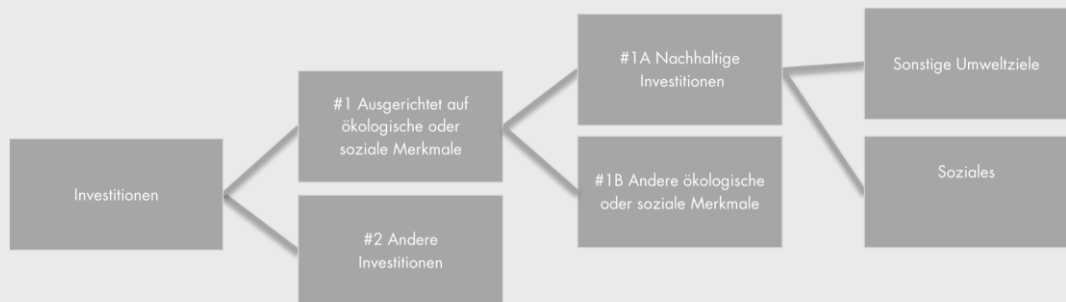 Investitionen
#1 Ausgerichtet auf
ökologische oder
soziale Merkmale
#2 Andere
Investitionen
#1A Nachhaltige
Investitionen
#1B Andere ökologische
oder soziale Merkmale
Sonstige Umweltziele
Soziales